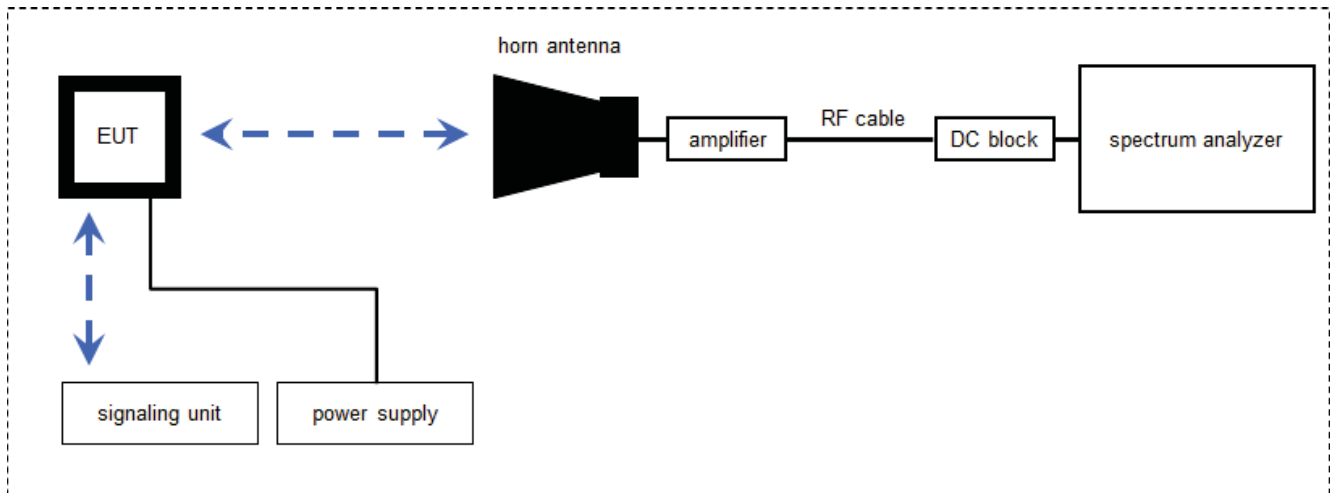 horn antenna
EUT
amplifier
RF cable
DC block
spectrum analyzer
signaling unit
power supply